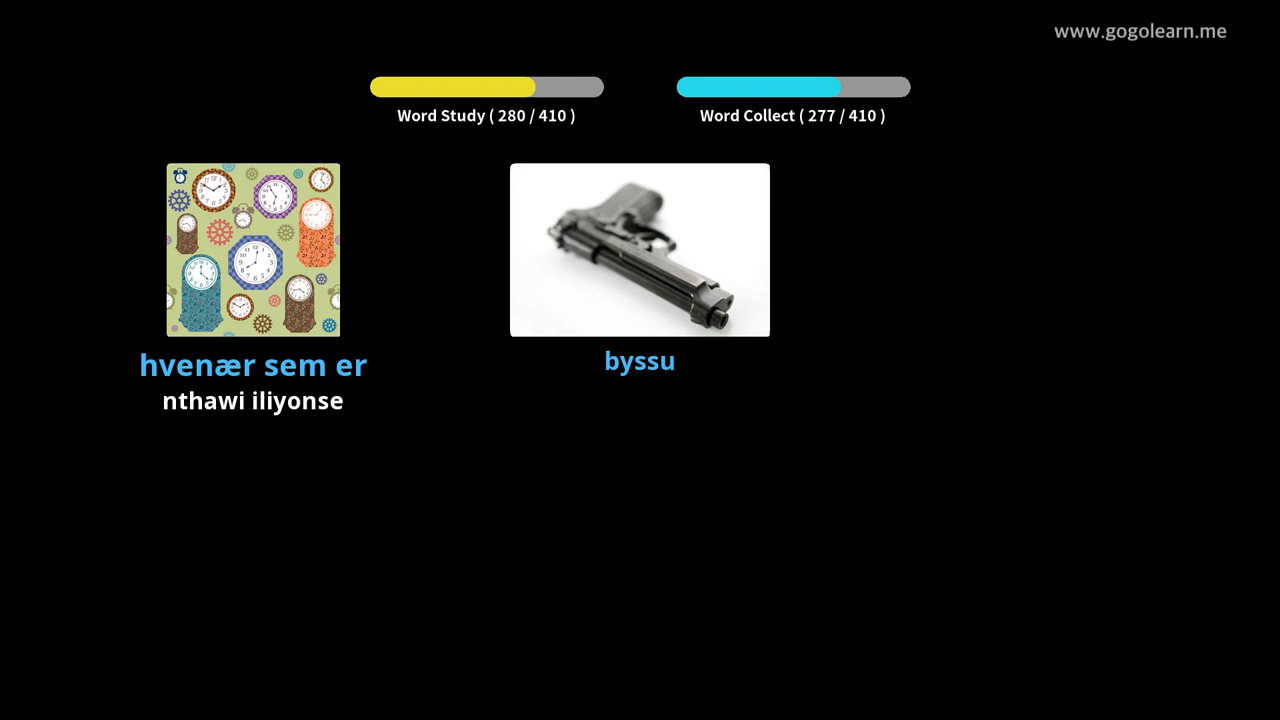 www.gogolearn.me
Word Study ( 280 / 410 )
Word Collect ( 277 / 410 )
hvenær sem er
nthawi iliyonse
byssu